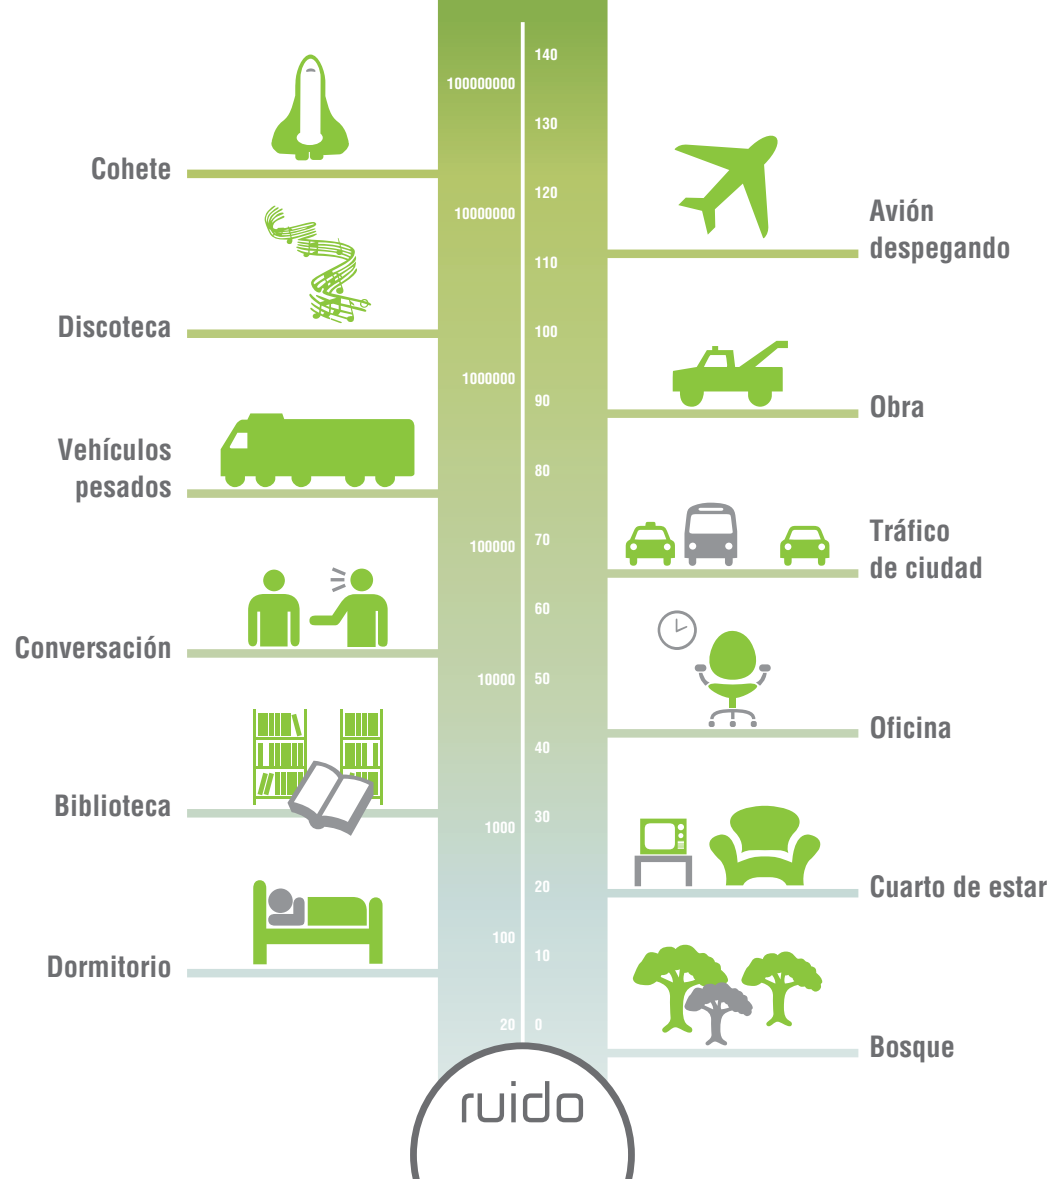 140
100000000
130
Cohete
120
10000000
Avión
despegando
110
Discoteca
100
1000000
90
Obra
Vehículos
pesados
80
70
100000
Tráfico
de ciudad
60
Conversación
50
10000
Oficina
40
Biblioteca
30
1000
20
Cuarto de estar
100
10
Dormitorio
20
0
Bosque
ruido